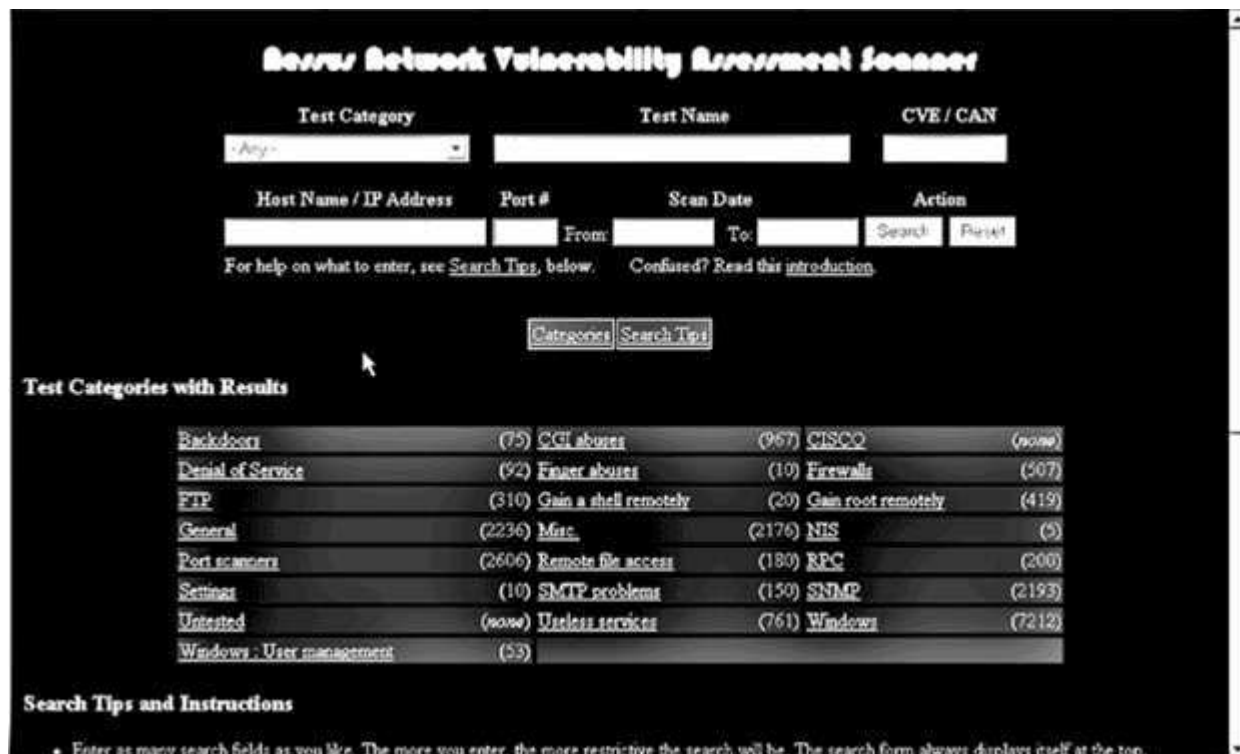 Nessus Network Vulnerability Assessment Scanner
Test Category Test Name CVE / CAN
- Any -
Host Name / IP Address Port # Scan Date Action
From: To: Search Reset
For help on what to enter, see Search Tips, below. Confused? Read this introduction.
Categories Search Tips
Test Categories with Results
Backdoors (75) CGI abuses (967) CISCO (none)
Denial of Service (92) Finger abuses (10) Firewalls (507)
FTP (310) Gain a shell remotely (20) Gain root remotely (419)
General (2236) Misc. (2176) NIS (5)
Port scanners (2606) Remote file access (180) RPC (200)
Settings (10) SMTP problems (150) SNMP (2193)
Untested (none) Useless services (761) Windows (7212)
Windows : User management (53)
Search Tips and Instructions
• Enter as many search fields as you like. The more you enter, the more restrictive the search will be. The search form always displays itself at the top